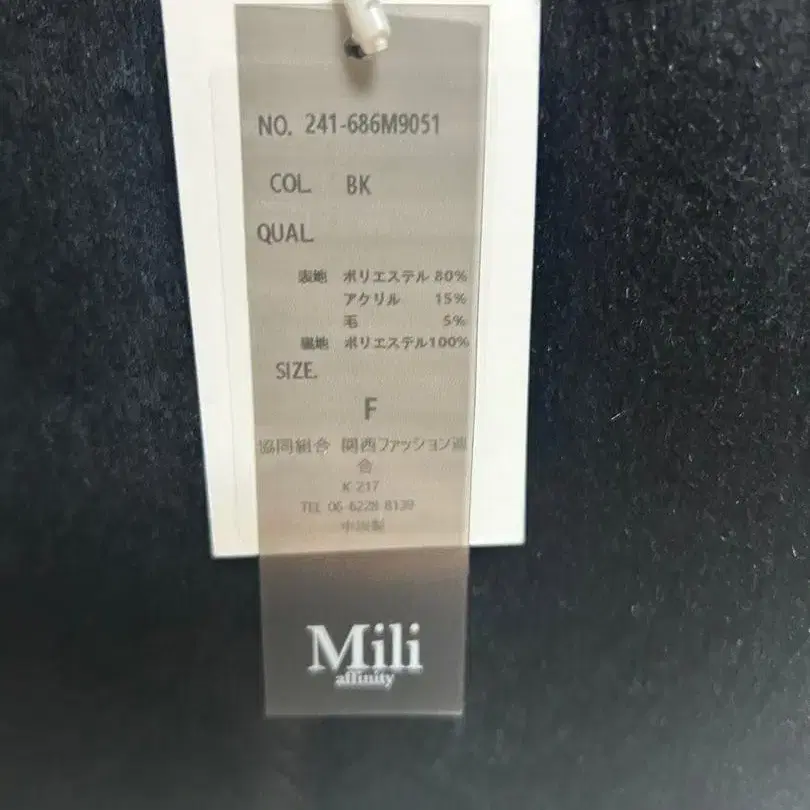 NO. 241-686M9051
COL. BK
QUAL.
表地 ポリエステル 80%
アクリル 15%
毛 5%
裏地 ポリエステル100%
SIZE.
F
協同組合 関西ファッション連
合
K-217
TEL 06-6228-8139
中国製
Mili
affinity